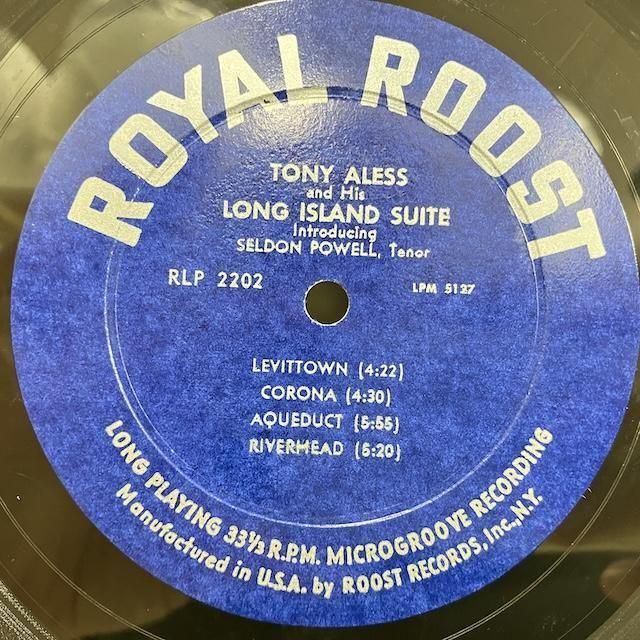 ROYAL ROOST
TONY ALESS
and His
LONG ISLAND SUITE
Introducing
SELDON POWELL, Tenor
RLP 2202
LPM 5127
LEVITTOWN (4:22)
CORONA (4:30)
AQUEDUCT (5:55)
RIVERHEAD (5:20)
LONG PLAYING 33⅓ R.P.M. MICROGROOVE RECORDING
Manufactured in U.S.A. by ROOST RECORDS, Inc., N.Y.